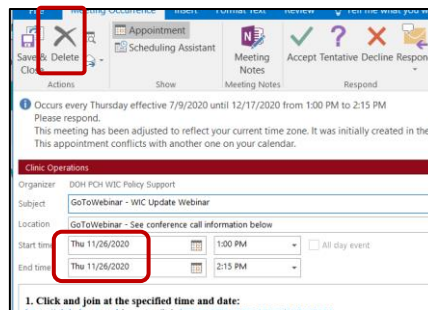 File Meeting Occurrence Insert Format Text Review Tell me what you w
Save & Close
Delete
Appointment
Scheduling Assistant
Meeting Notes
Accept Tentative Decline Respon
Actions Show Meeting Notes Respond
Occurs every Thursday effective 7/9/2020 until 12/17/2020 from 1:00 PM to 2:15 PM
Please respond.
This meeting has been adjusted to reflect your current time zone. It was initially created in the
This appointment conflicts with another one on your calendar.
Clinic Operations
Organizer DOH PCH WIC Policy Support
Subject GoToWebinar - WIC Update Webinar
Location GoToWebinar - See conference call information below
Start time Thu 11/26/2020 1:00 PM All day event
End time Thu 11/26/2020 2:15 PM
1. Click and join at the specified time and date: